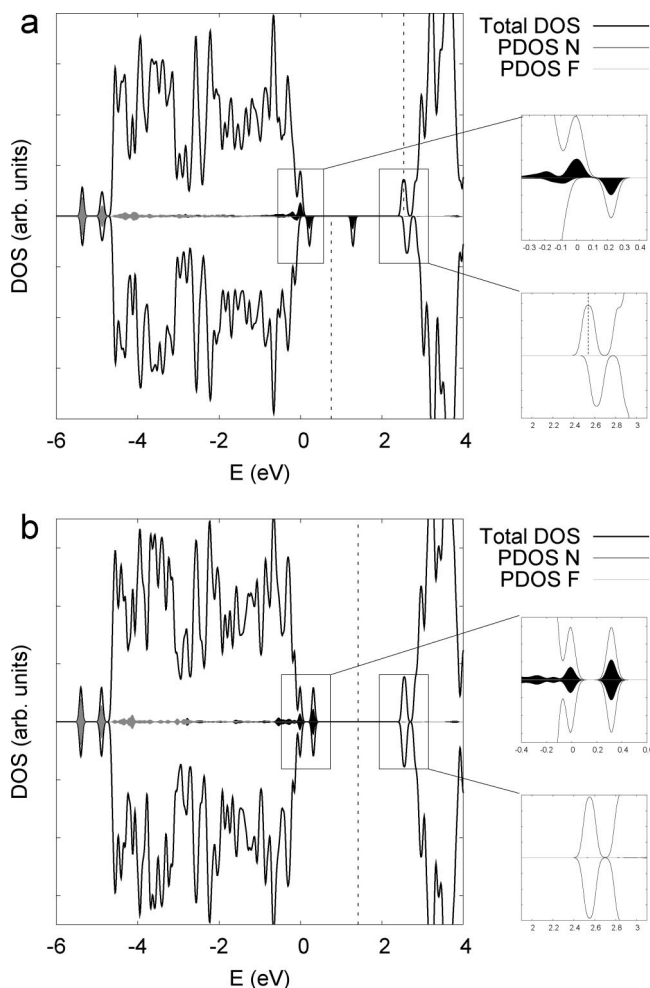 a
Total DOS
PDOS N
PDOS F
DOS (arb. units)
-0.3 -0.2 -0.1 0 0.1 0.2 0.3 0.4
2 2.2 2.4 2.6 2.8 3
-6 -4 -2 0 2 4
E (eV)
b
Total DOS
PDOS N
PDOS F
DOS (arb. units)
-0.4 -0.2 0 0.2 0.4 0.6
2 2.2 2.4 2.6 2.8 3
-6 -4 -2 0 2 4
E (eV)